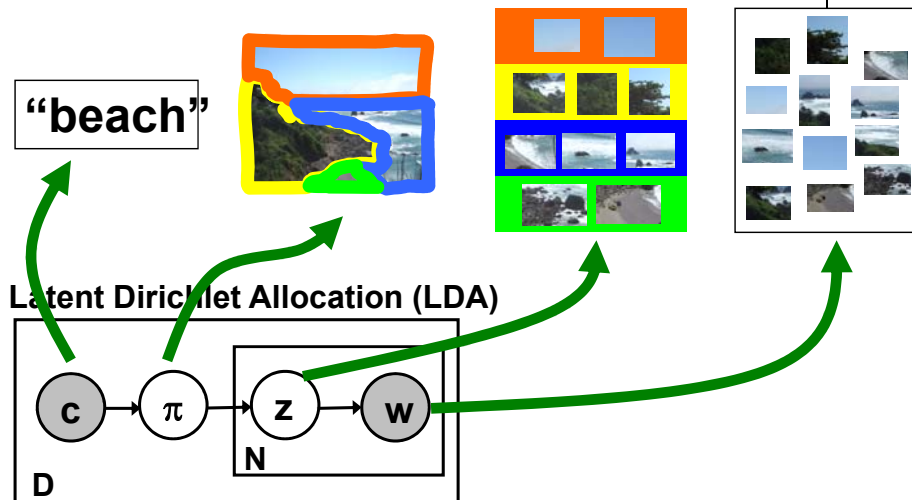 “beach”
Latent Dirichlet Allocation (LDA)
c π z w
N
D